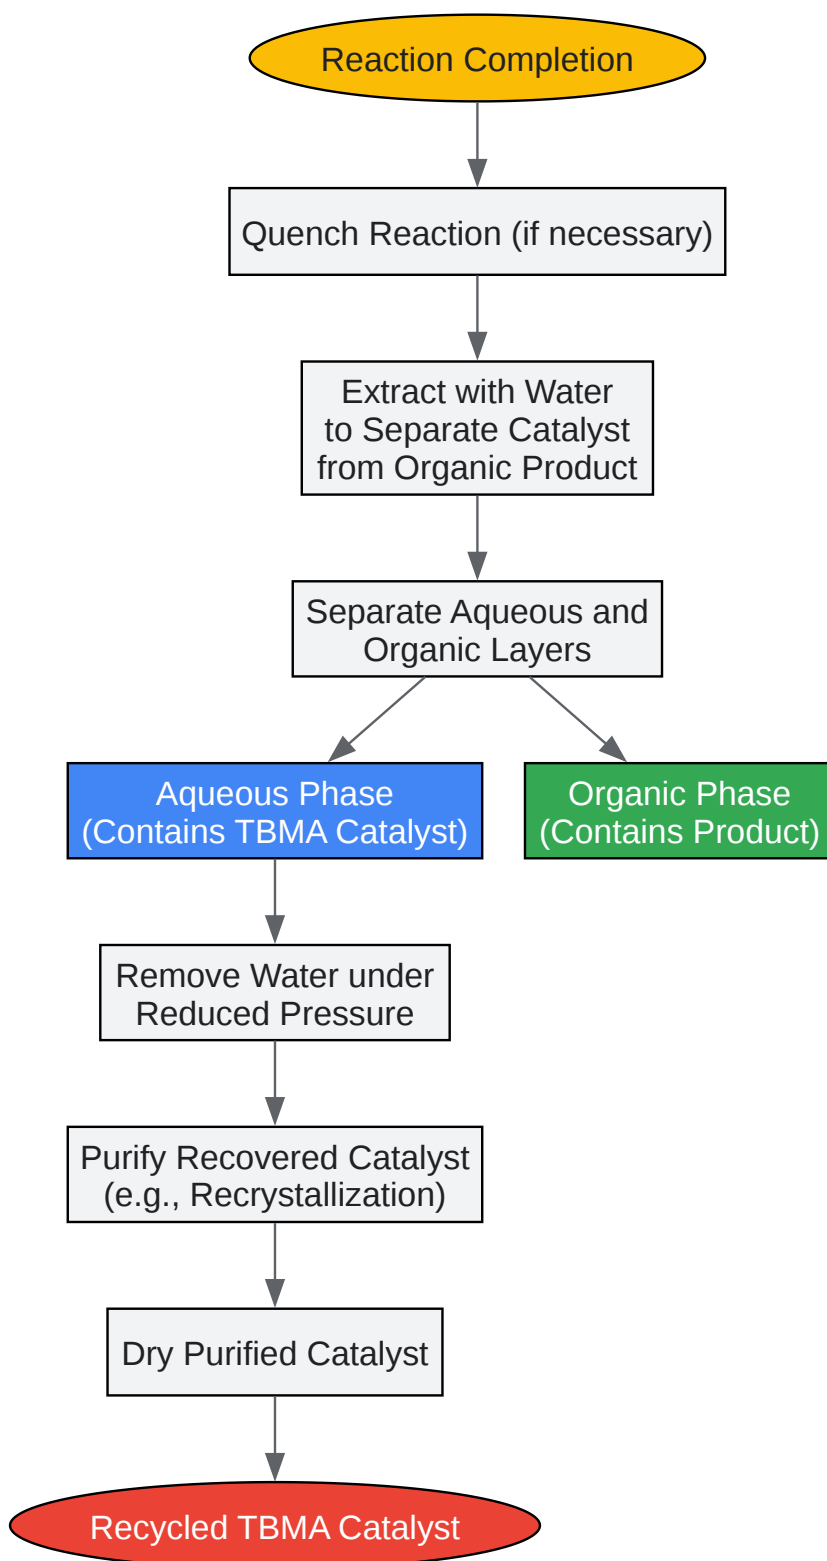 Reaction Completion
Quench Reaction (if necessary)
Extract with Water
to Separate Catalyst
from Organic Product
Separate Aqueous and
Organic Layers
Aqueous Phase
(Contains TBMA Catalyst)
Organic Phase
(Contains Product)
Remove Water under
Reduced Pressure
Purify Recovered Catalyst
(e.g., Recrystallization)
Dry Purified Catalyst
Recycled TBMA Catalyst